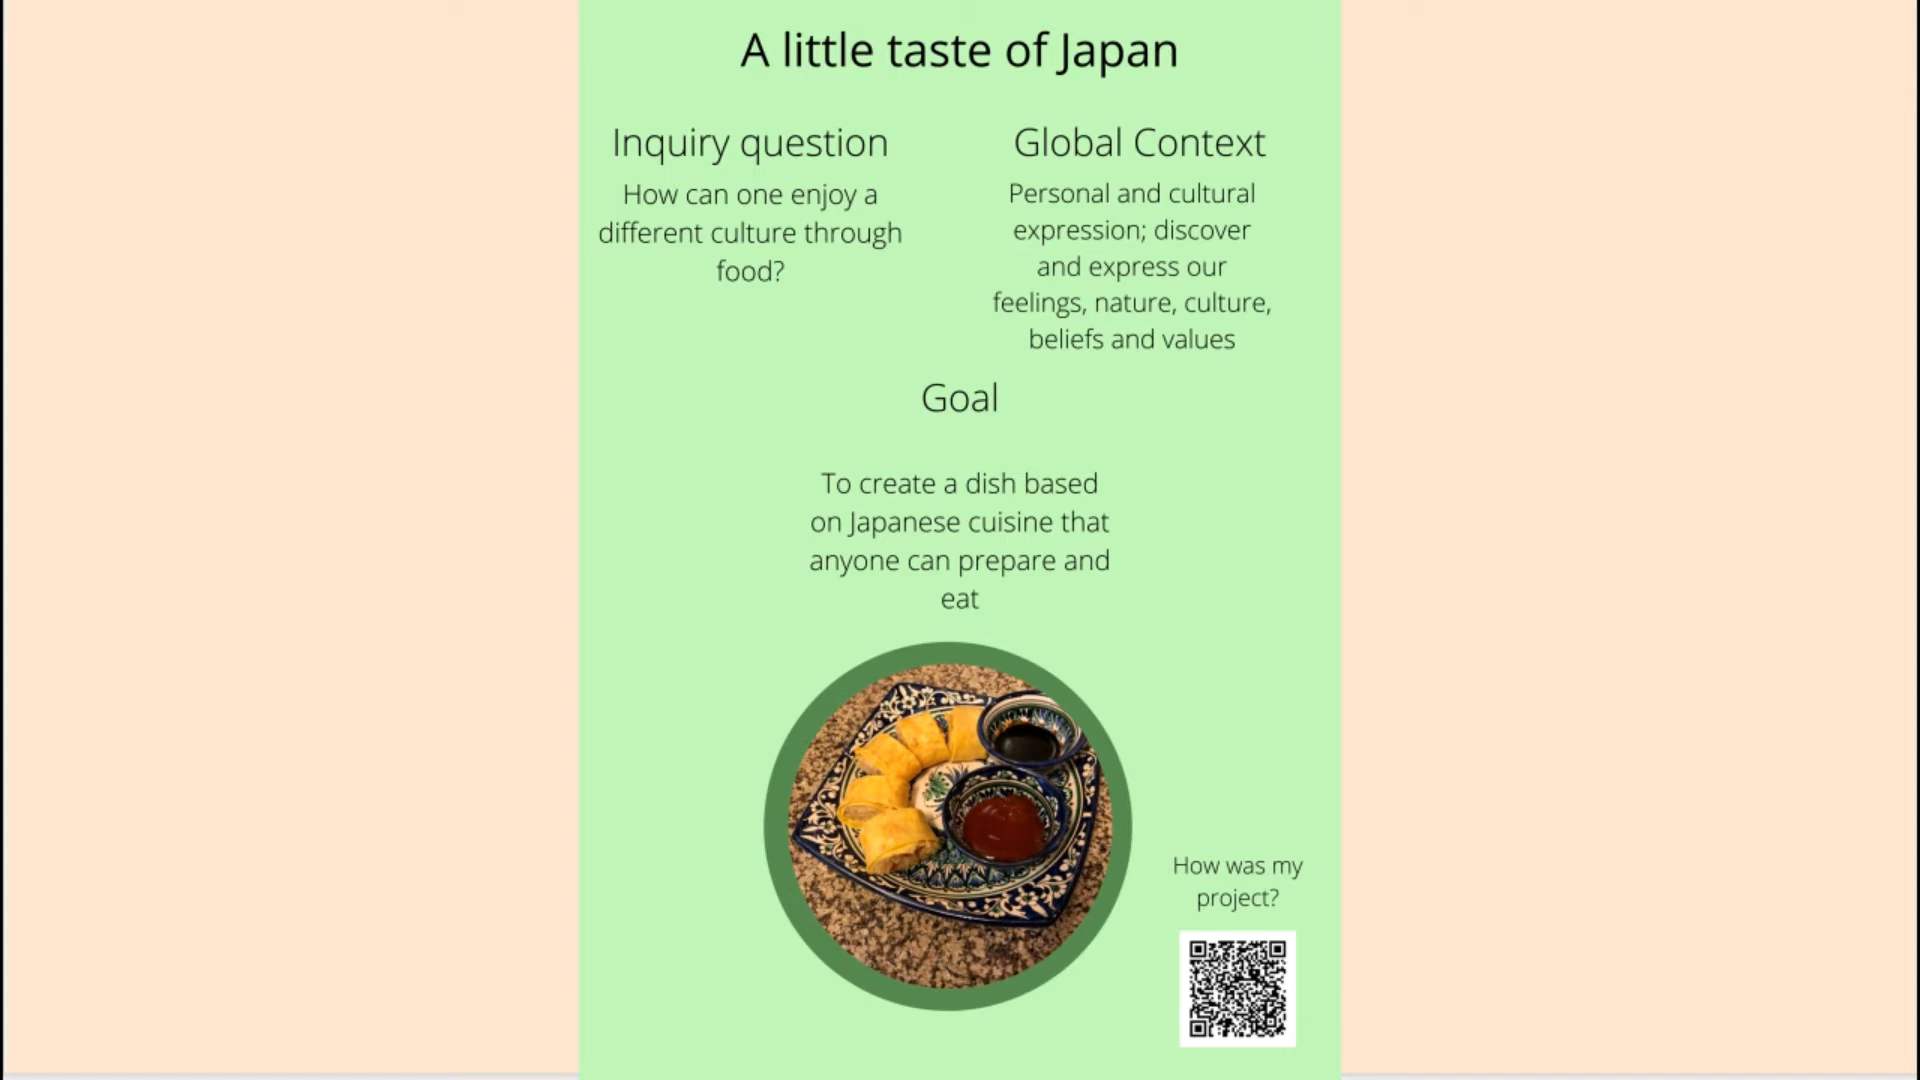 A little taste of Japan
Inquiry question
How can one enjoy a
different culture through
food?
Global Context
Personal and cultural
expression; discover
and express our
feelings, nature, culture,
beliefs and values
Goal
To create a dish based
on Japanese cuisine that
anyone can prepare and
eat
How was my
project?